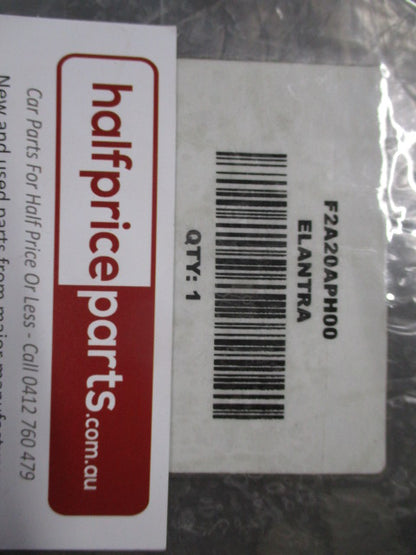 F2A20APH00
ELANTRA
QTY: 1
halfpriceparts.com.au
Car Parts For Half Price Or Less - Call 0412 760 479
New and used parts from major